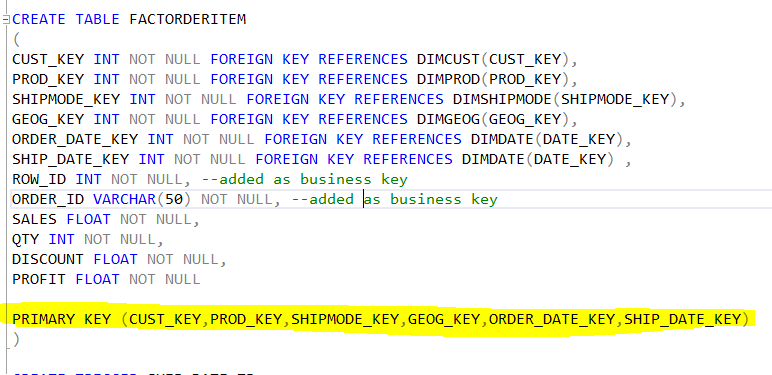 CREATE TABLE FACTORDERITEM
(
CUST_KEY INT NOT NULL FOREIGN KEY REFERENCES DIMCUST(CUST_KEY),
PROD_KEY INT NOT NULL FOREIGN KEY REFERENCES DIMPROD(PROD_KEY),
SHIPMODE_KEY INT NOT NULL FOREIGN KEY REFERENCES DIMSHIPMODE(SHIPMODE_KEY),
GEOG_KEY INT NOT NULL FOREIGN KEY REFERENCES DIMGEOG(GEOG_KEY),
ORDER_DATE_KEY INT NOT NULL FOREIGN KEY REFERENCES DIMDATE(DATE_KEY),
SHIP_DATE_KEY INT NOT NULL FOREIGN KEY REFERENCES DIMDATE(DATE_KEY) ,
ROW_ID INT NOT NULL, --added as business key
ORDER_ID VARCHAR(50) NOT NULL, --added as business key
SALES FLOAT NOT NULL,
QTY INT NOT NULL,
DISCOUNT FLOAT NOT NULL,
PROFIT FLOAT NOT NULL
PRIMARY KEY (CUST_KEY,PROD_KEY,SHIPMODE_KEY,GEOG_KEY,ORDER_DATE_KEY,SHIP_DATE_KEY)
)